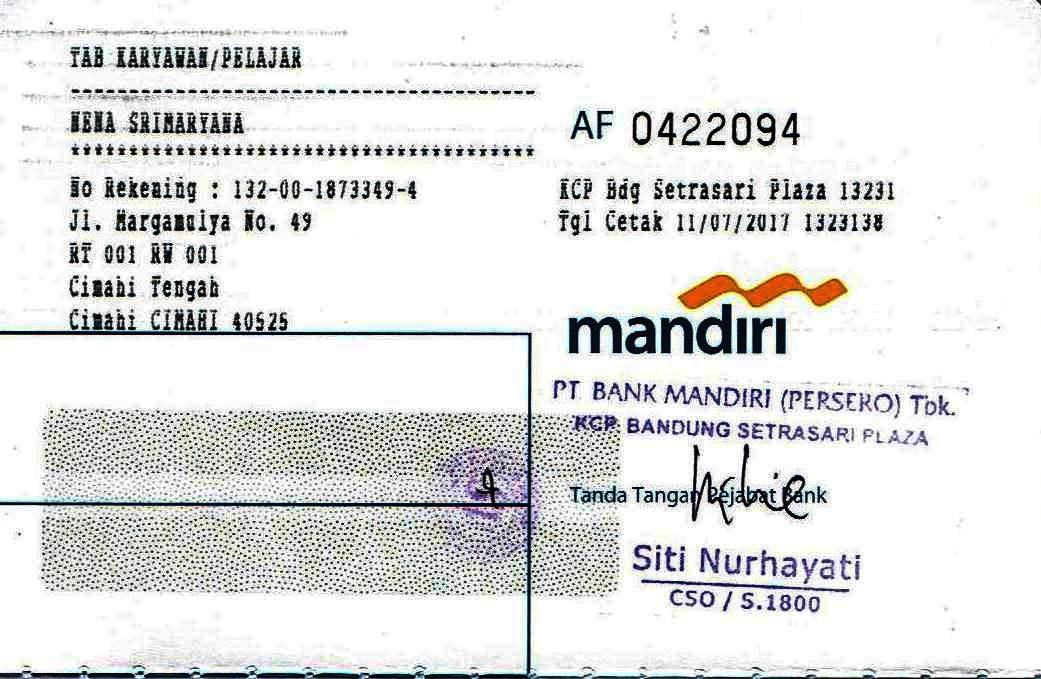 TAB KARYAWAN/PELAJAR
----------------------------------------
NENA SRIMARYANA
****************************************
No Rekening : 132-00-1873349-4
Jl. Margamulya No. 49
RT 001 RW 001
Cimahi Tengah
Cimahi CIMAHI 40525
AF 0422094
KCP Bdg Setrasari Plaza 13231
Tgl Cetak 11/07/2017 1323138
mandiri
PT. BANK MANDIRI (PERSERO) Tbk.
KCP. BANDUNG SETRASARI PLAZA
Tanda Tangan Pejabat Bank
Siti Nurhayati
CSO / S.1800